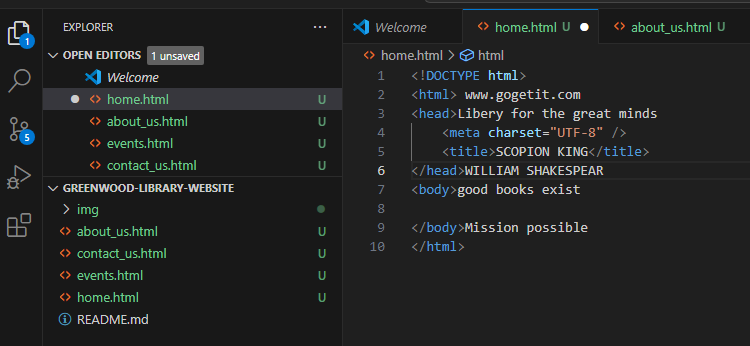 EXPLORER ···
OPEN EDITORS 1 unsaved
Welcome
home.html U
about_us.html U
events.html U
contact_us.html U
GREENWOOD-LIBRARY-WEBSITE
img
about_us.html U
contact_us.html U
events.html U
home.html U
README.md
1
5
Welcome home.html U about_us.html U
home.html > html
1 <!DOCTYPE html>
2 <html> www.gogetit.com
3 <head>Libery for the great minds
4 <meta charset="UTF-8" />
5 <title>SCOPION KING</title>
6 </head>WILLIAM SHAKESPEAR
7 <body>good books exist
8
9 </body>Mission possible
10 </html>